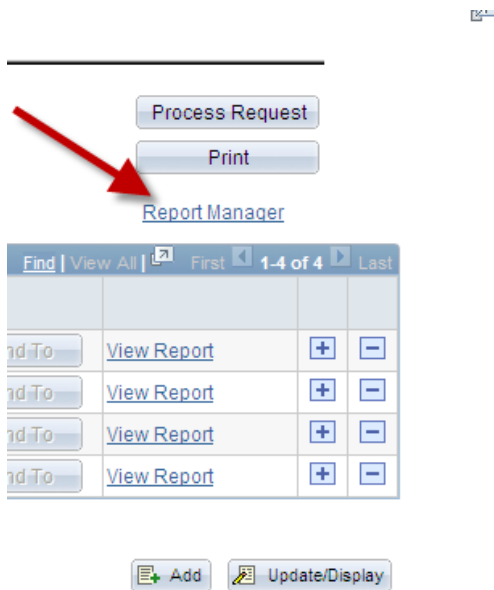 Process Request
Print
Report Manager
Find | View All | First 1-4 of 4 Last
nd To View Report
nd To View Report
nd To View Report
nd To View Report
Add Update/Display